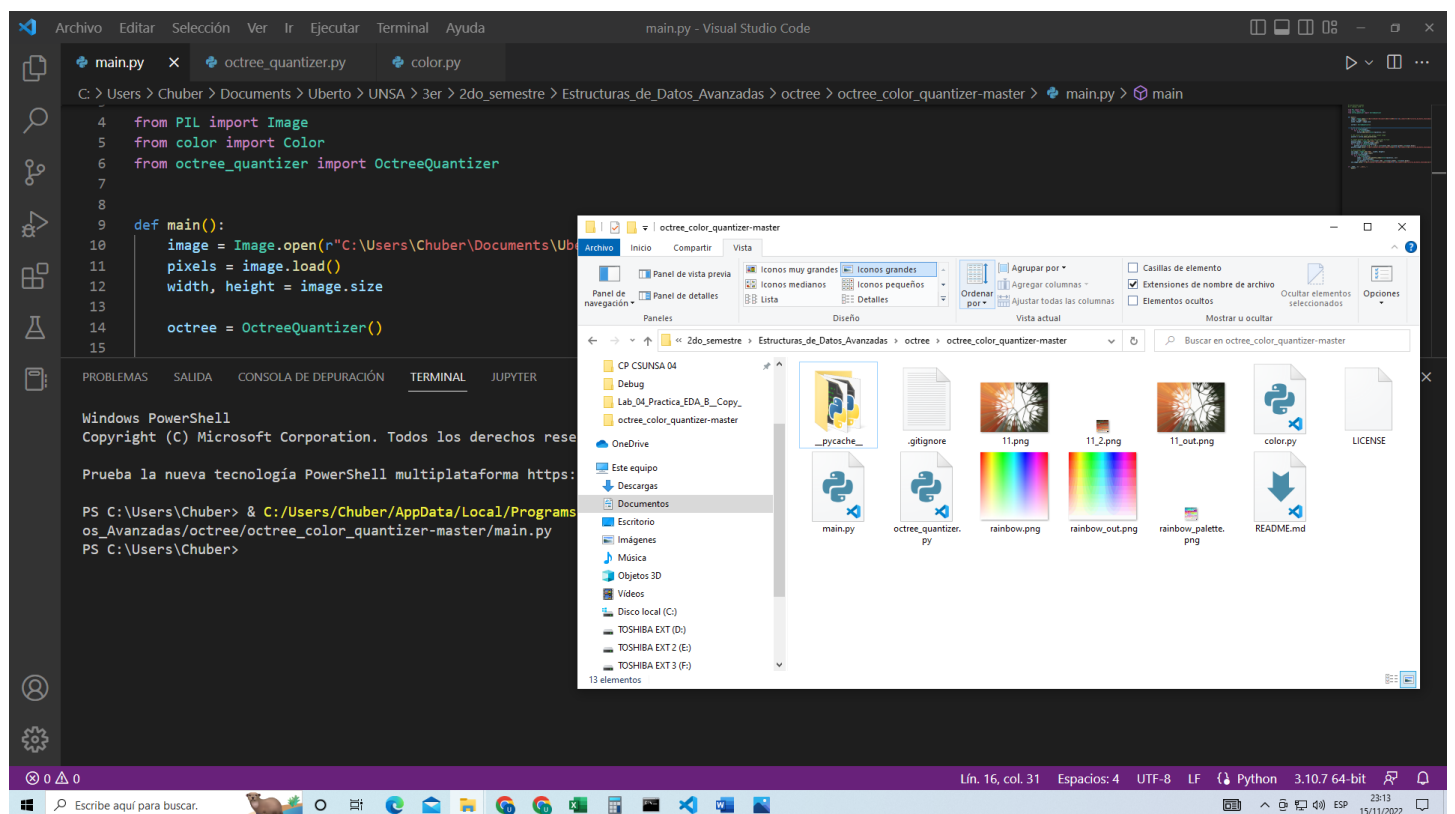 Archivo Editar Selección Ver Ir Ejecutar Terminal Ayuda main.py - Visual Studio Code
main.py octree_quantizer.py color.py
C: > Users > Chuber > Documents > Uberto > UNSA > 3er > 2do_semestre > Estructuras_de_Datos_Avanzadas > octree > octree_color_quantizer-master > main.py > main
4 from PIL import Image
5 from color import Color
6 from octree_quantizer import OctreeQuantizer
7
8
9 def main():
10 image = Image.open(r"C:\Users\Chuber\Documents\Ube
11 pixels = image.load()
12 width, height = image.size
13
14 octree = OctreeQuantizer()
15
PROBLEMAS SALIDA CONSOLA DE DEPURACIÓN TERMINAL JUPYTER
Windows PowerShell
Copyright (C) Microsoft Corporation. Todos los derechos rese
Prueba la nueva tecnología PowerShell multiplataforma https:
PS C:\Users\Chuber> & C:/Users/Chuber/AppData/Local/Programs
os_Avanzadas/octree/octree_color_quantizer-master/main.py
PS C:\Users\Chuber>
octree_color_quantizer-master
Archivo Inicio Compartir Vista
Panel de navegación
Panel de vista previa
Panel de detalles
Paneles
Iconos muy grandes Iconos grandes
Iconos medianos Iconos pequeños
Lista Detalles
Diseño
Ordenar por
Agrupar por
Agregar columnas
Ajustar todas las columnas
Vista actual
Casillas de elemento
Extensiones de nombre de archivo
Elementos ocultos
Ocultar elementos seleccionados
Mostrar u ocultar
Opciones
« 2do_semestre > Estructuras_de_Datos_Avanzadas > octree > octree_color_quantizer-master
Buscar en octree_color_quantizer-master
CP CSUNSA 04
Debug
Lab_04_Practica_EDA_B__Copy_
octree_color_quantizer-master
OneDrive
Este equipo
Descargas
Documentos
Escritorio
Imágenes
Música
Objetos 3D
Vídeos
Disco local (C:)
TOSHIBA EXT (D:)
TOSHIBA EXT 2 (E:)
TOSHIBA EXT 3 (F:)
__pycache__ .gitignore 11.png 11_2.png 11_out.png color.py LICENSE
main.py octree_quantizer.py rainbow.png rainbow_out.png rainbow_palette.png README.md
13 elementos
0 0 Lín. 16, col. 31 Espacios: 4 UTF-8 LF Python 3.10.7 64-bit
Escribe aquí para buscar.
ESP
23:13
15/11/2022